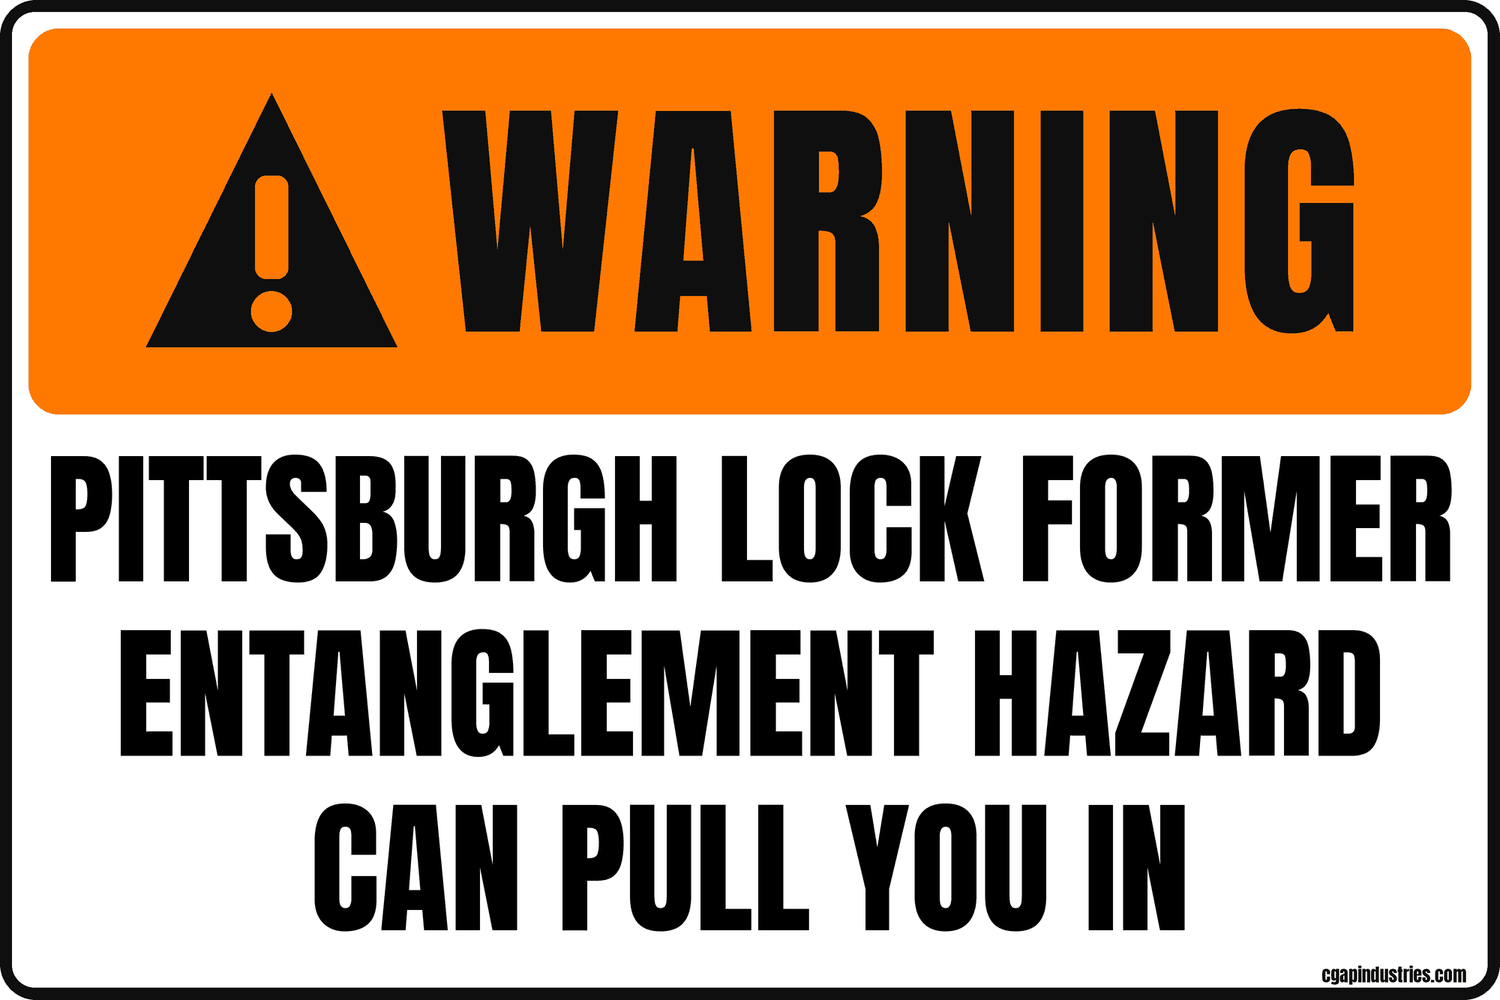 WARNING
PITTSBURGH LOCK FORMER
ENTANGLEMENT HAZARD
CAN PULL YOU IN
cgapindustries.com